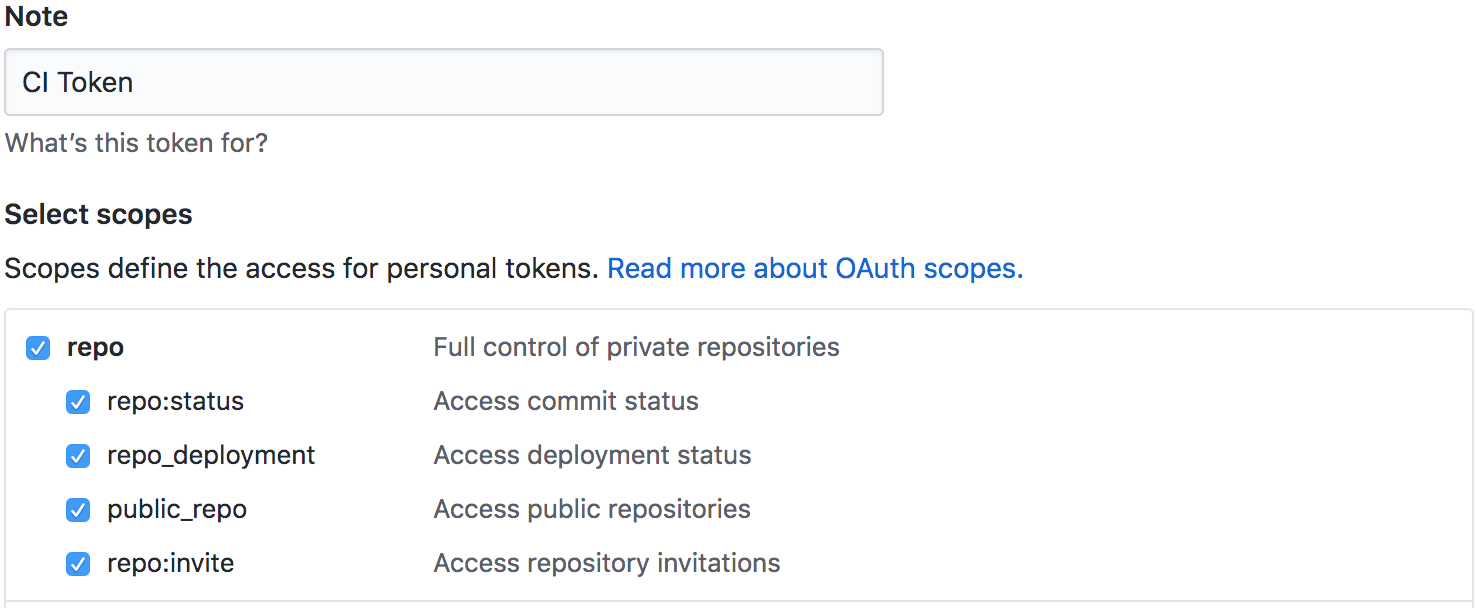 Note
CI Token
What's this token for?
Select scopes
Scopes define the access for personal tokens. Read more about OAuth scopes.
repo Full control of private repositories
repo:status Access commit status
repo_deployment Access deployment status
public_repo Access public repositories
repo:invite Access repository invitations